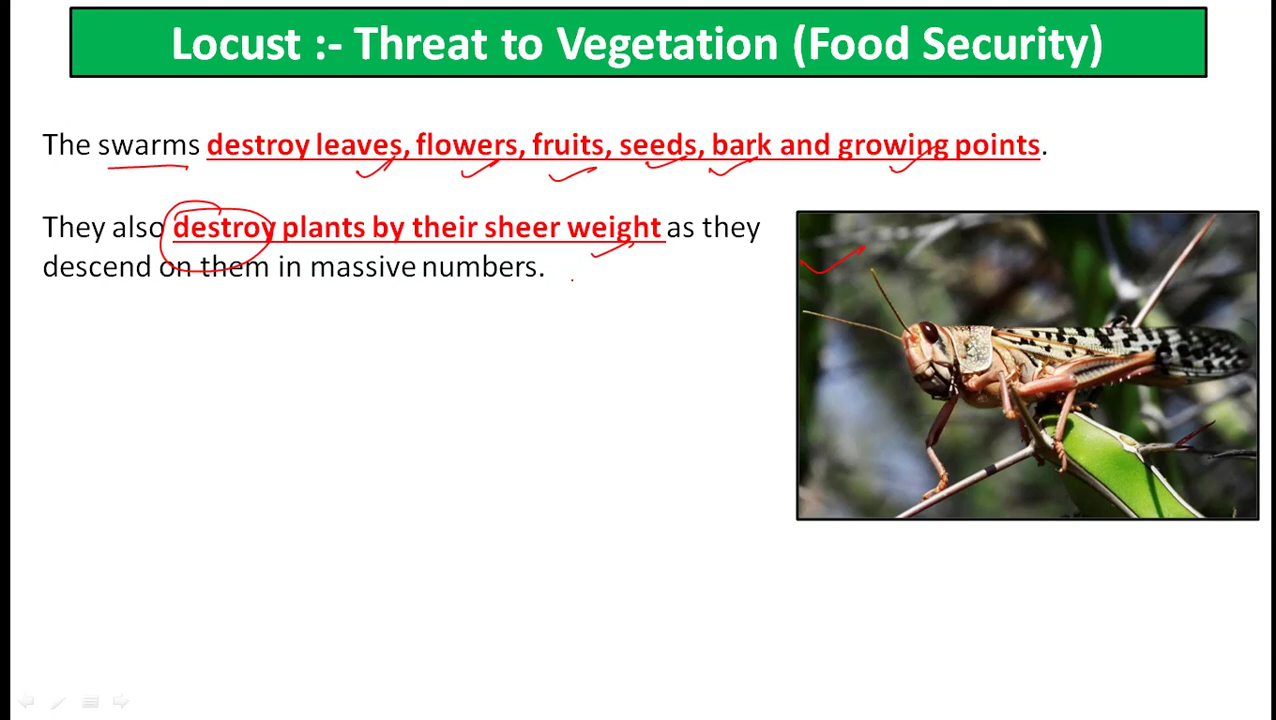 Locust :- Threat to Vegetation (Food Security)
The swarms destroy leaves, flowers, fruits, seeds, bark and growing points.
They also destroy plants by their sheer weight as they
descend on them in massive numbers.